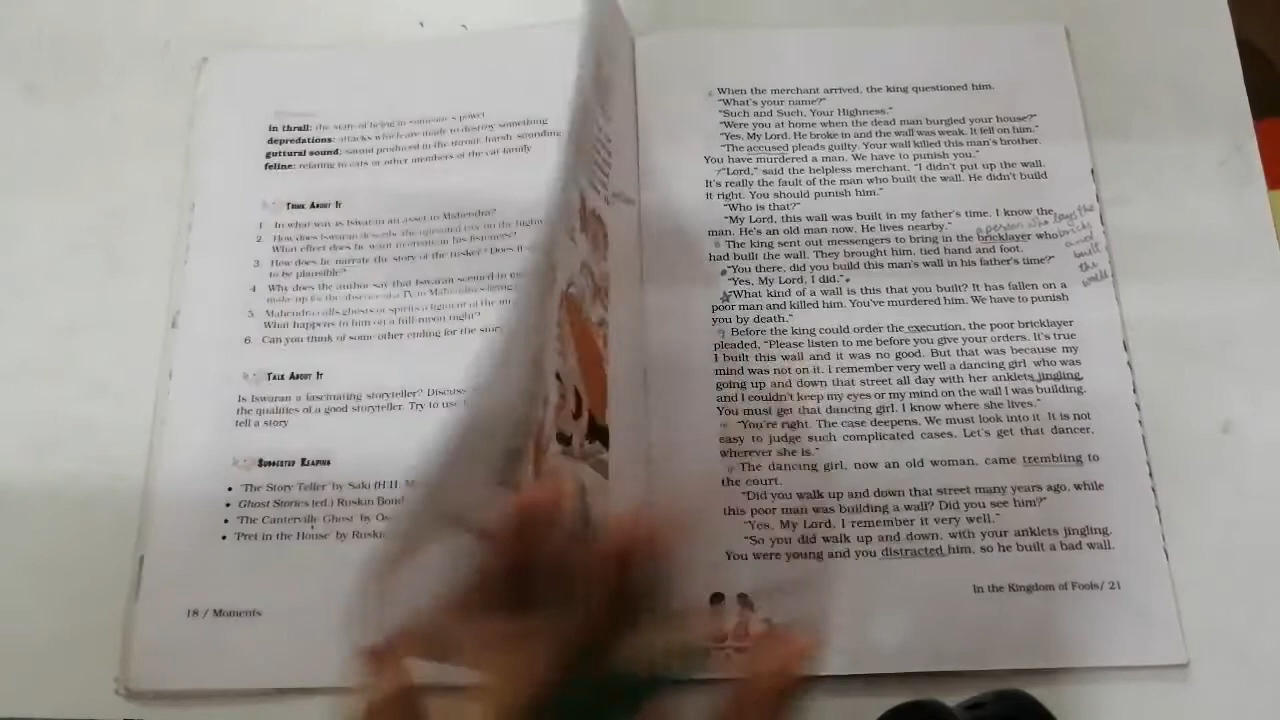 in thrall: the state of being in someone's power
depredations: attacks which are made to destroy something
guttural sound: sound produced in the throat, harsh sounding
feline: relating to cats or other members of the cat family
THINK ABOUT IT
1 In what way is Iswaran an asset to Mahendra?
2. How does Iswaran describe the uprooted tree on the highw
What effect does he want to create in his listeners?
3. How does he narrate the story of the tusker? Does it
to be plausible?
4 Why does the author say that Iswaran seemed to
make up for the absence of a TV in Mahendra's living
5. Mahendra calls ghosts or spirits a figment of the
What happens to him on a full-moon night?
6. Can you think of some other ending for the stor
TALK ABOUT IT
Is Iswaran a fascinating storyteller? Discuss
the qualities of a good storyteller. Try to use
tell a story
SUGGESTED READING
• 'The Story Teller' by Saki (H.H. M
• Ghost Stories (ed.) Ruskin Bond
• 'The Canterville Ghost' by Os
• 'Pret in the House' by Ruskin
18 / Moments
When the merchant arrived, the king questioned him.
"What's your name?"
"Such and Such, Your Highness."
"Were you at home when the dead man burgled your house?"
"Yes, My Lord. He broke in and the wall was weak. It fell on him."
"The accused pleads guilty. Your wall killed this man's brother.
You have murdered a man. We have to punish you."
"Lord," said the helpless merchant. "I didn't put up the wall.
It's really the fault of the man who built the wall. He didn't build
it right. You should punish him."
"Who is that?"
"My Lord, this wall was built in my father's time. I know the
man. He's an old man now. He lives nearby."
a person who lays the
bricks
and
built
the
wall
The king sent out messengers to bring in the bricklayer who
had built the wall. They brought him, tied hand and foot.
"You there, did you build this man's wall in his father's time?"
"Yes, My Lord, I did."
"What kind of a wall is this that you built? It has fallen on a
poor man and killed him. You've murdered him. We have to punish
you by death."
Before the king could order the execution, the poor bricklayer
pleaded, "Please listen to me before you give your orders. It's true
I built this wall and it was no good. But that was because my
mind was not on it. I remember very well a dancing girl who was
going up and down that street all day with her anklets jingling,
and I couldn't keep my eyes or my mind on the wall I was building.
You must get that dancing girl. I know where she lives."
"You're right. The case deepens. We must look into it. It is not
easy to judge such complicated cases. Let's get that dancer,
wherever she is."
The dancing girl, now an old woman, came trembling to
the court.
"Did you walk up and down that street many years ago, while
this poor man was building a wall? Did you see him?"
"Yes, My Lord, I remember it very well."
"So you did walk up and down, with your anklets jingling.
You were young and you distracted him, so he built a bad wall.
In the Kingdom of Fools/ 21